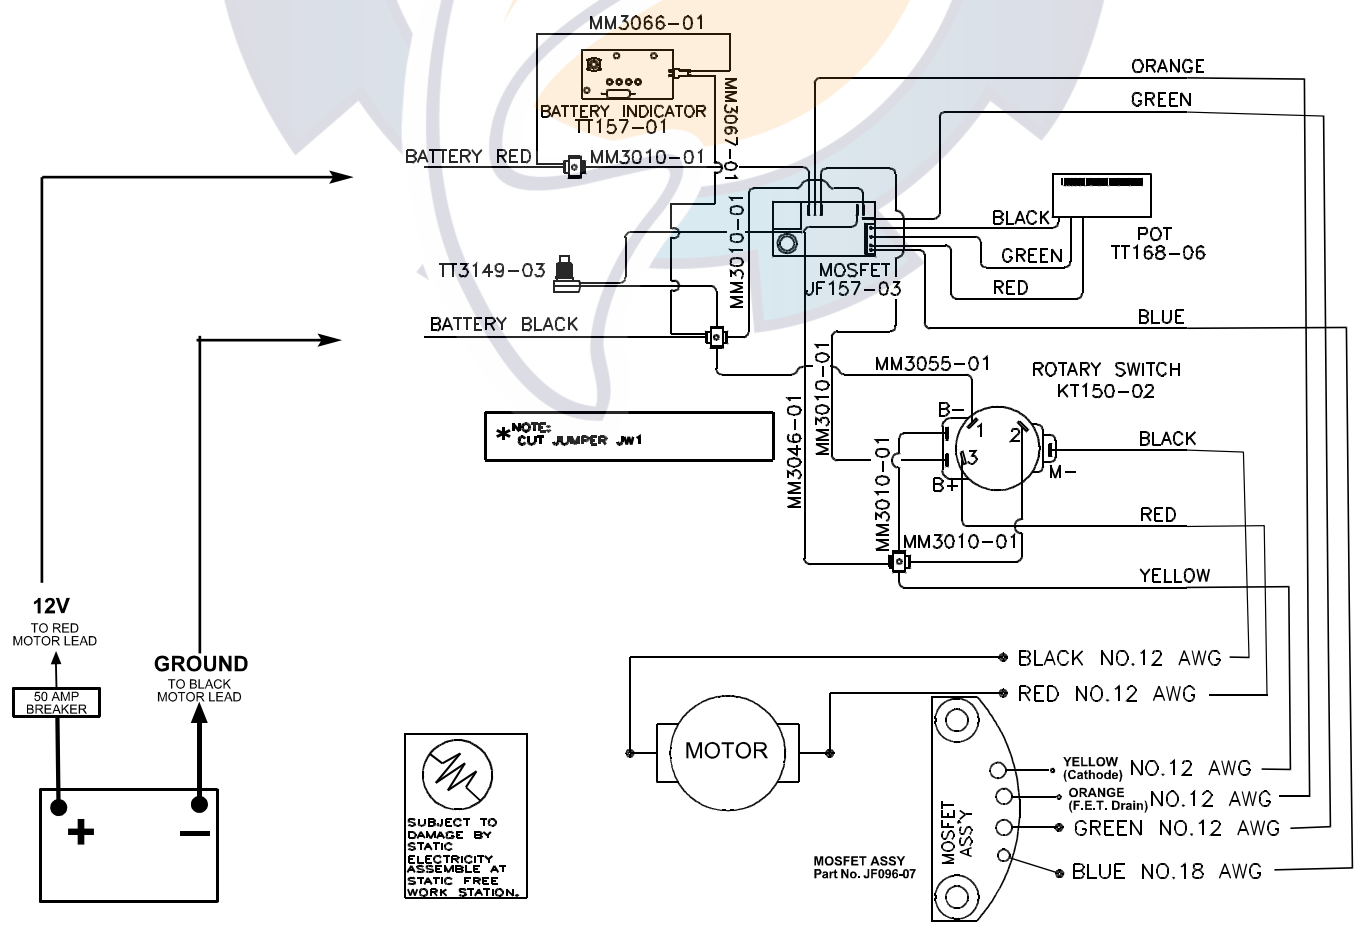 MM3066-01
ORANGE
GREEN
BATTERY INDICATOR
TT157-01
MM3067-01
BATTERY RED
MM3010-01
MM3010-01
BLACK
POT
TT168-06
GREEN
RED
TT3149-03
MOSFET
JF157-03
BATTERY BLACK
BLUE
MM3055-01
MM3010-01
ROTARY SWITCH
KT150-02
*NOTE:
CUT JUMPER JW1
MM3046-01
B-
1
2
3
B+
M-
BLACK
RED
MM3010-01
MM3010-01
YELLOW
12V
TO RED
MOTOR LEAD
50 AMP
BREAKER
GROUND
TO BLACK
MOTOR LEAD
+
−
BLACK NO.12 AWG
RED NO.12 AWG
MOTOR
YELLOW
(Cathode) NO.12 AWG
ORANGE
(F.E.T. Drain) NO.12 AWG
GREEN NO.12 AWG
BLUE NO.18 AWG
MOSFET
ASS'Y
MOSFET ASSY
Part No. JF096-07
SUBJECT TO
DAMAGE BY
STATIC
ELECTRICITY
ASSEMBLE AT
STATIC FREE
WORK STATION.